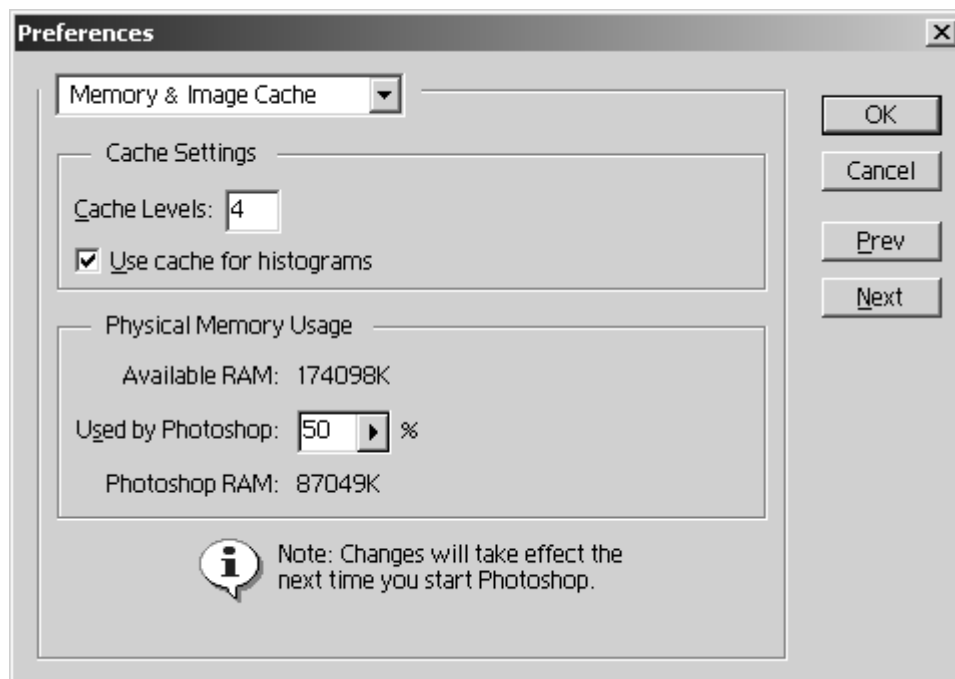 Preferences
Memory & Image Cache
OK
Cancel
Prev
Next
Cache Settings
Cache Levels: 4
Use cache for histograms
Physical Memory Usage
Available RAM: 174098K
Used by Photoshop: 50 %
Photoshop RAM: 87049K
Note: Changes will take effect the
next time you start Photoshop.